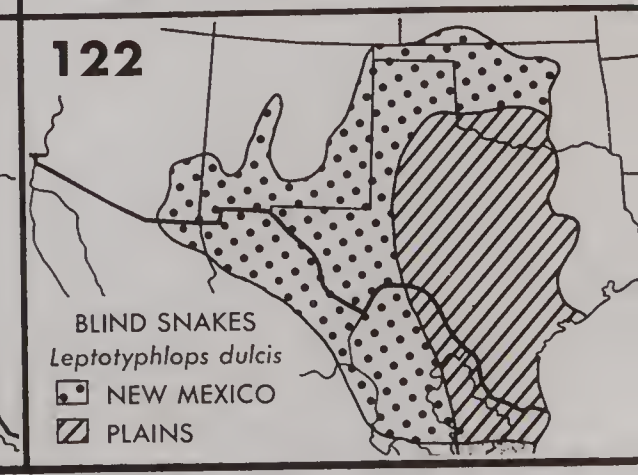 122
BLIND SNAKES
Leptotyphlops dulcis
NEW MEXICO
PLAINS